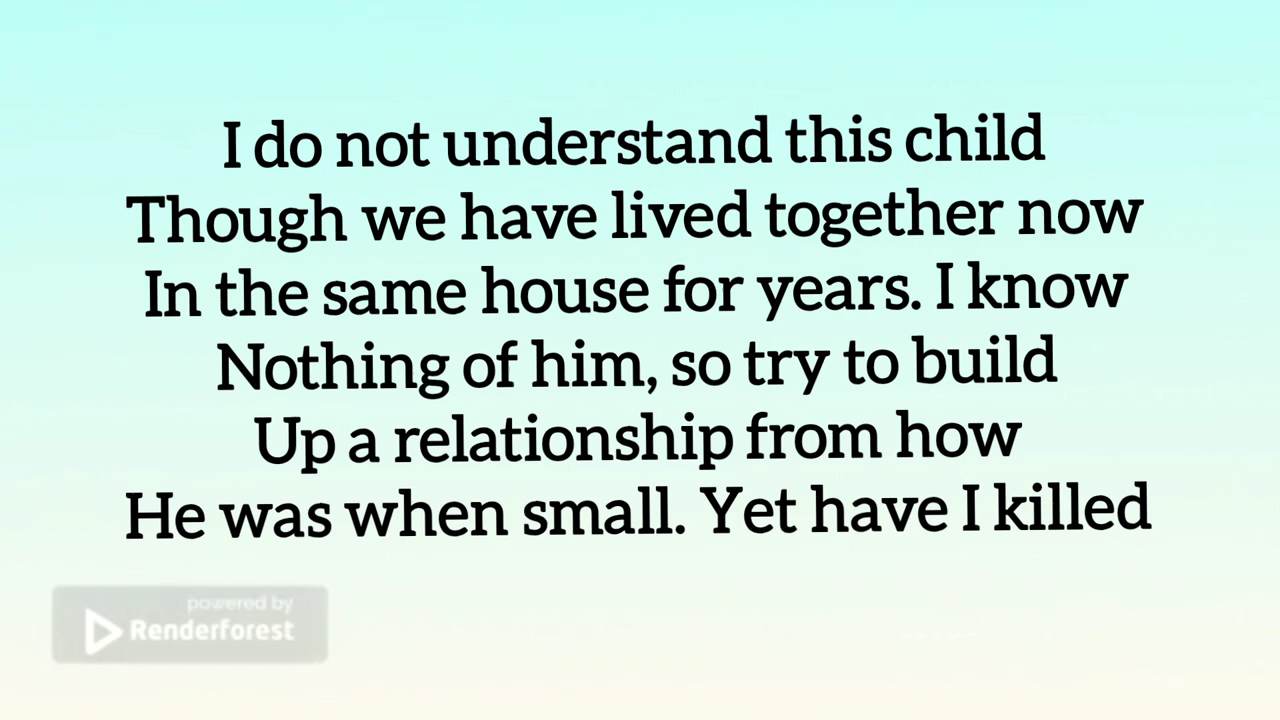 I do not understand this child
Though we have lived together now
In the same house for years. I know
Nothing of him, so try to build
Up a relationship from how
He was when small. Yet have I killed
powered by
Renderforest